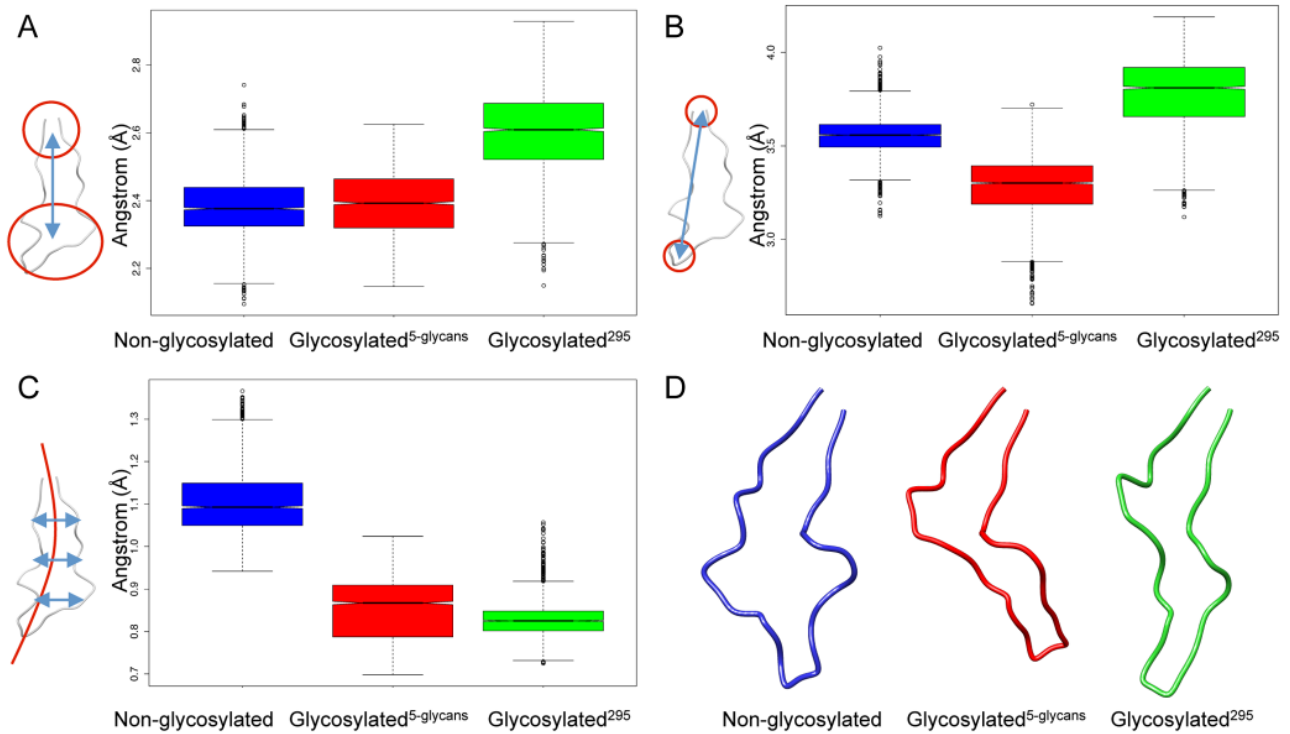 A
Angstrom (Å)
2.8
2.6
2.4
2.2
Non-glycosylated Glycosylated5-glycans Glycosylated295
B
Angstrom (Å)
4.0
3.5
3.0
Non-glycosylated Glycosylated5-glycans Glycosylated295
C
Angstrom (Å)
1.3
1.2
1.1
1.0
0.9
0.8
0.7
Non-glycosylated Glycosylated5-glycans Glycosylated295
D
Non-glycosylated Glycosylated5-glycans Glycosylated295